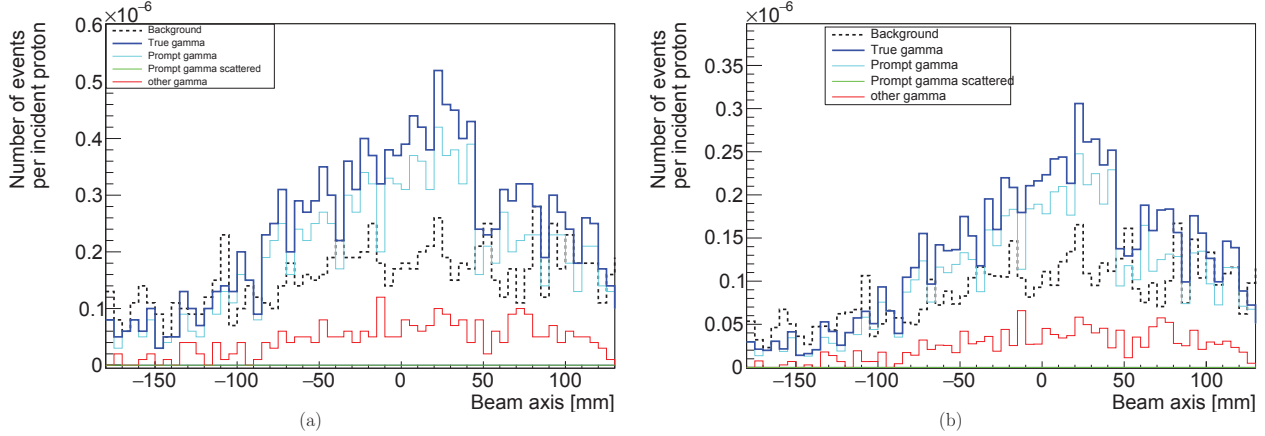 ×10⁻⁶
×10⁻⁶
Number of events
per incident proton
0.6
0.5
0.4
0.3
0.2
0.1
0
Background
True gamma
Prompt gamma
Prompt gamma scattered
other gamma
−150
−100
−50
0
50
100
Beam axis [mm]
(a)
Number of events
per incident proton
0.35
0.3
0.25
0.2
0.15
0.1
0.05
0
Background
True gamma
Prompt gamma
Prompt gamma scattered
other gamma
−150
−100
−50
0
50
100
Beam axis [mm]
(b)